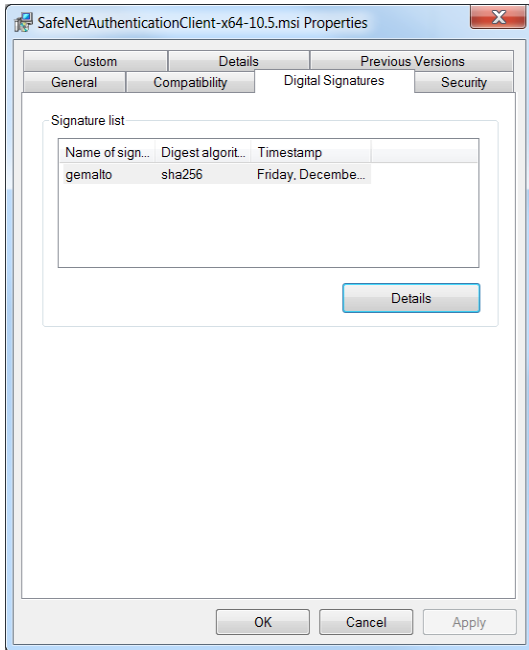 SafeNetAuthenticationClient-x64-10.5.msi Properties
Custom Details Previous Versions
General Compatibility Digital Signatures Security
Signature list
Name of sign... Digest algorit... Timestamp
gemalto sha256 Friday, Decembe...
Details
OK Cancel Apply